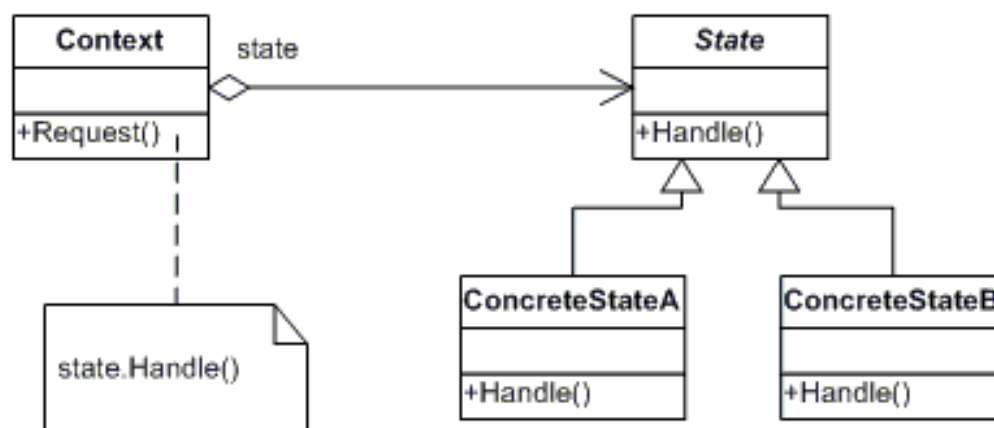 Context
state
State
+Request()
+Handle()
ConcreteStateA
ConcreteStateB
state.Handle()
+Handle()
+Handle()